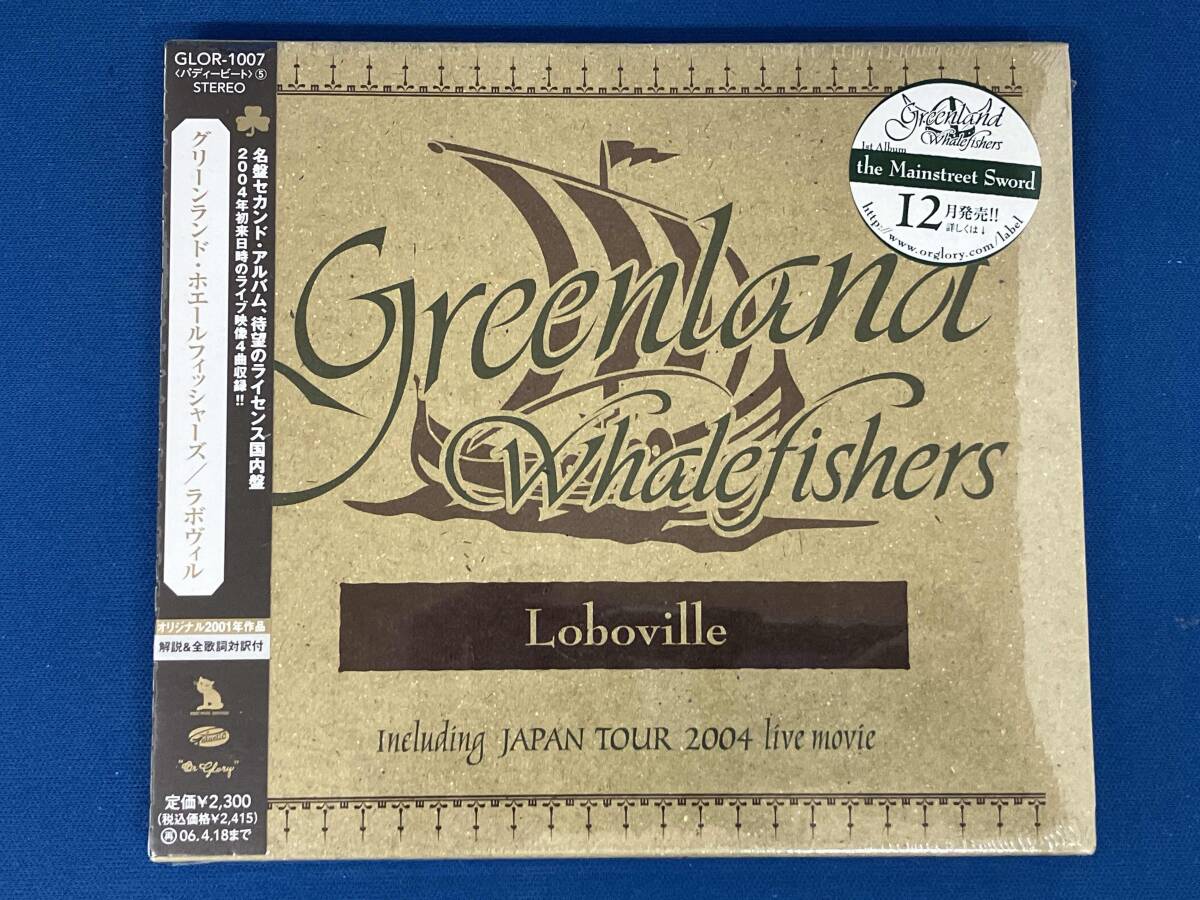 GLOR-1007
〈パディービート〉⑤
STEREO
名盤セカンド・アルバム、待望のライセンス国内盤
2004年初来日時のライブ映像4曲収録!!
グリーンランド・ホエールフィッシャーズ／ラボヴィル
オリジナル2001年作品
解説&全歌詞対訳付
"Or Glory"
定価¥2,300
(税込価格¥2,415)
再06.4.18まで
Greenland
Whalefishers
1st Album
the Mainstreet Sword
12月発売!!
詳しくは↓
http://www.orglory.com/label
Greenland
Whalefishers
Loboville
Including JAPAN TOUR 2004 live movie